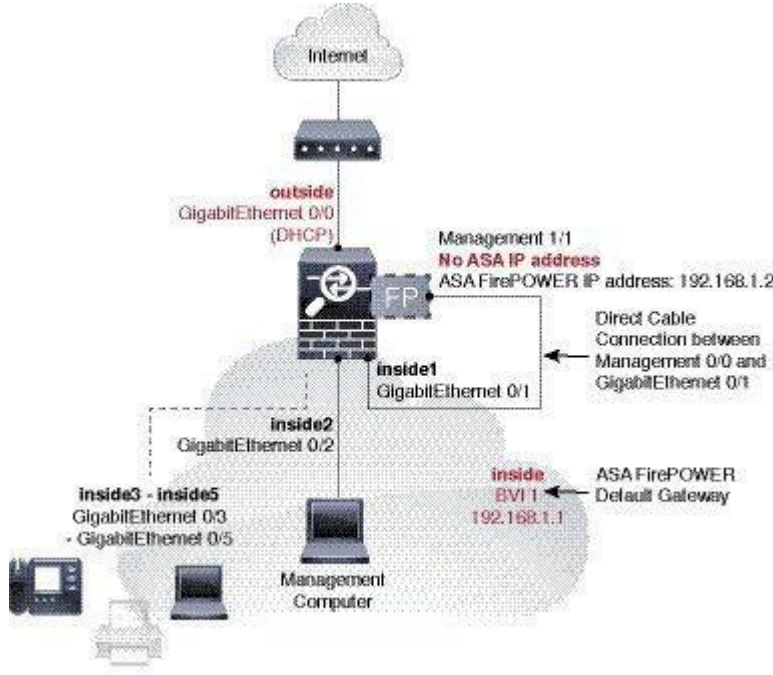 Internet
outside
GigabitEthernet 0/0
(DHCP)
Management 1/1
No ASA IP address
ASA FirePOWER IP address: 192.168.1.2
FP
Direct Cable
Connection between
Management 0/0 and
GigabitEthernet 0/1
inside1
GigabitEthernet 0/1
inside2
GigabitEthernet 0/2
inside
BVI 1
192.168.1.1
ASA FirePOWER
Default Gateway
inside3 - inside5
GigabitEthernet 0/3
- GigabitEthernet 0/5
Management
Computer